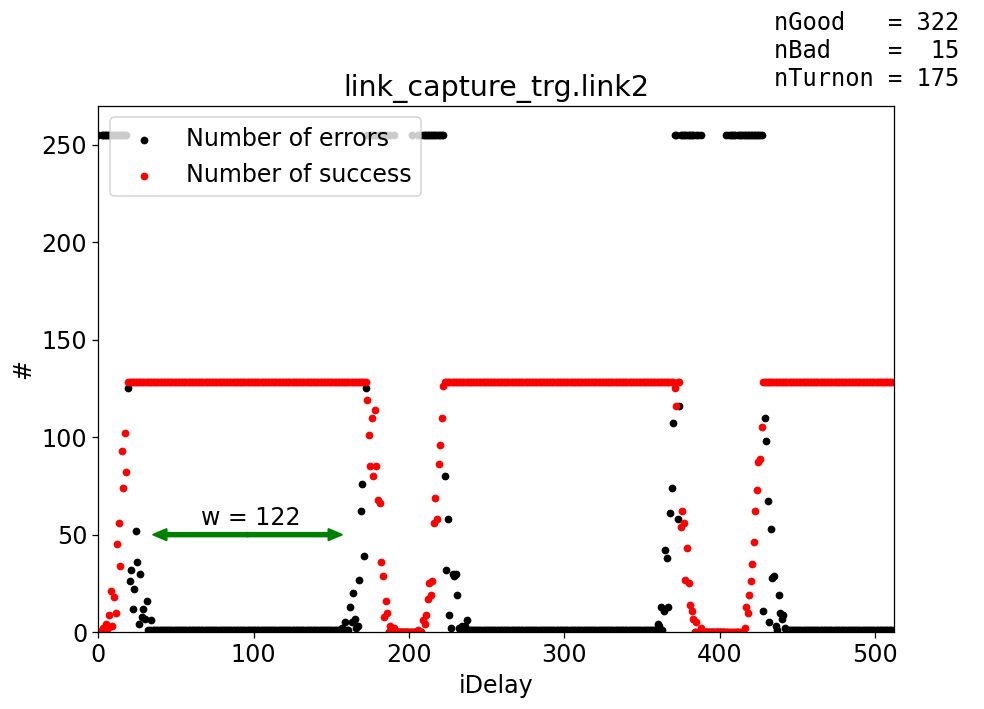 nGood   = 322
nBad    =  15
nTurnon = 175
link_capture_trg.link2
Number of errors
Number of success
250
200
150
100
50
0
#
w = 122
0 100 200 300 400 500
iDelay